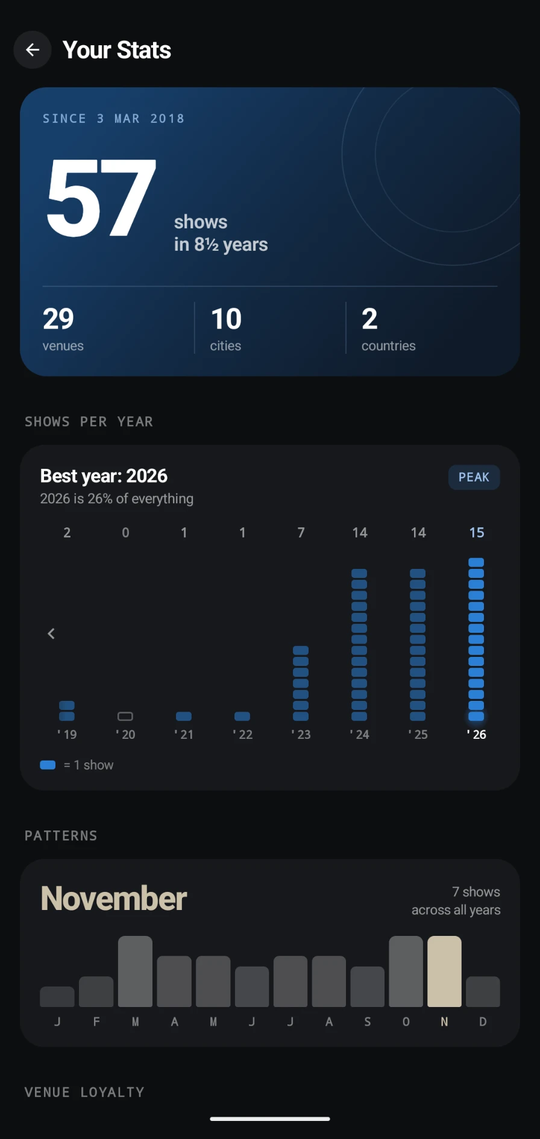 Your Stats
SINCE 3 MAR 2018
57
shows
in 8½ years
29
venues
10
cities
2
countries
SHOWS PER YEAR
Best year: 2026
PEAK
2026 is 26% of everything
2 0 1 1 7 14 14 15
'19 '20 '21 '22 '23 '24 '25 '26
= 1 show
PATTERNS
November
7 shows
across all years
J F M A M J J A S O N D
VENUE LOYALTY